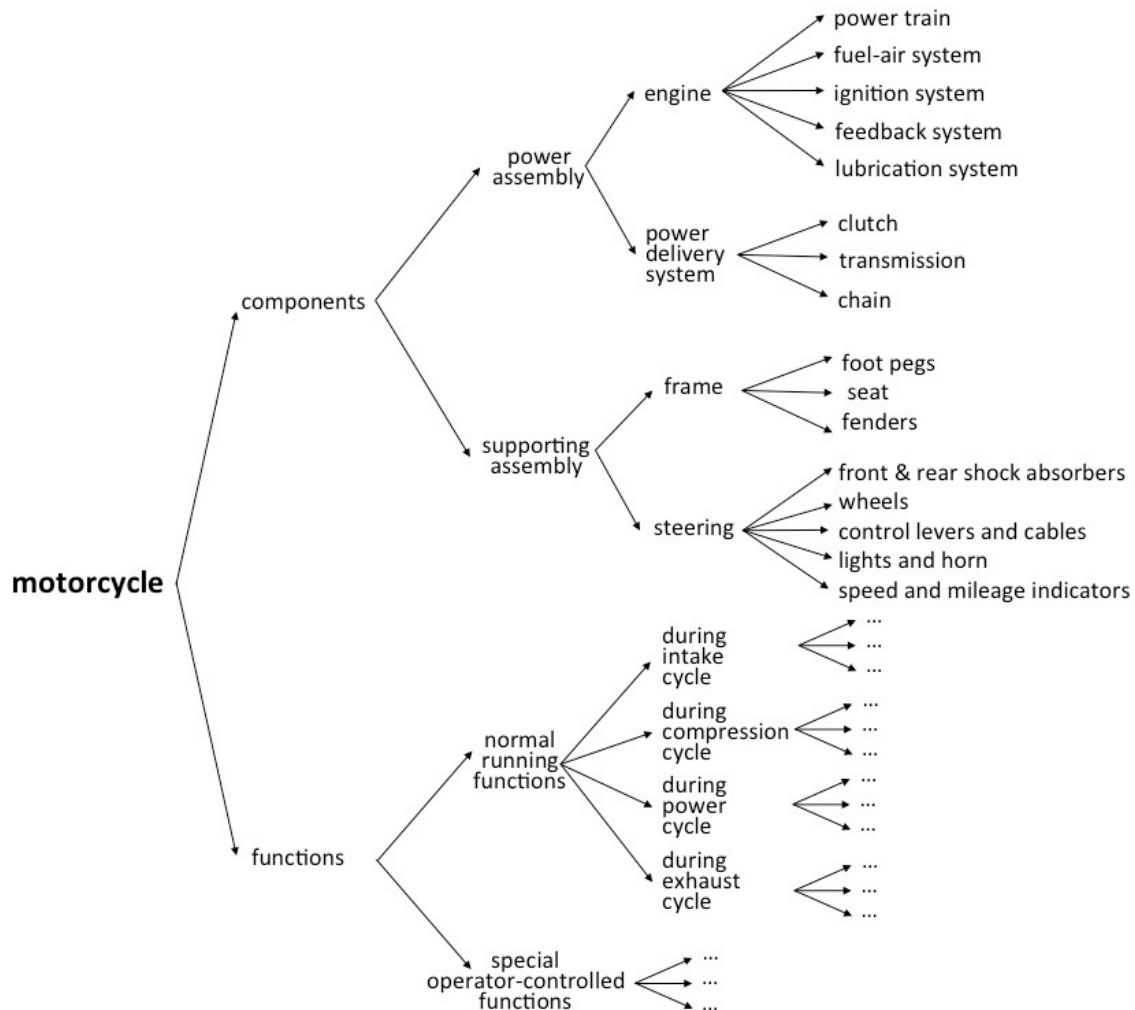 motorcycle
components
power
assembly
engine
power train
fuel-air system
ignition system
feedback system
lubrication system
power
delivery
system
clutch
transmission
chain
supporting
assembly
frame
foot pegs
seat
fenders
steering
front & rear shock absorbers
wheels
control levers and cables
lights and horn
speed and mileage indicators
functions
normal
running
functions
during
intake
cycle
...
...
...
during
compression
cycle
...
...
...
during
power
cycle
...
...
...
during
exhaust
cycle
...
...
...
special
operator-controlled
functions
...
...
...